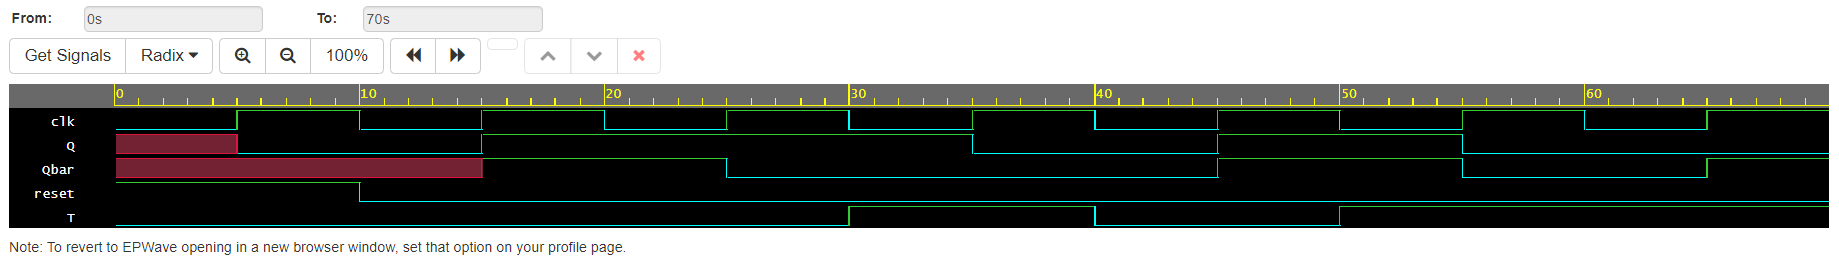 From: 0s To: 70s
Get Signals Radix 100%
0 10 20 30 40 50 60
clk
Q
Qbar
reset
T
Note: To revert to EPWave opening in a new browser window, set that option on your profile page.